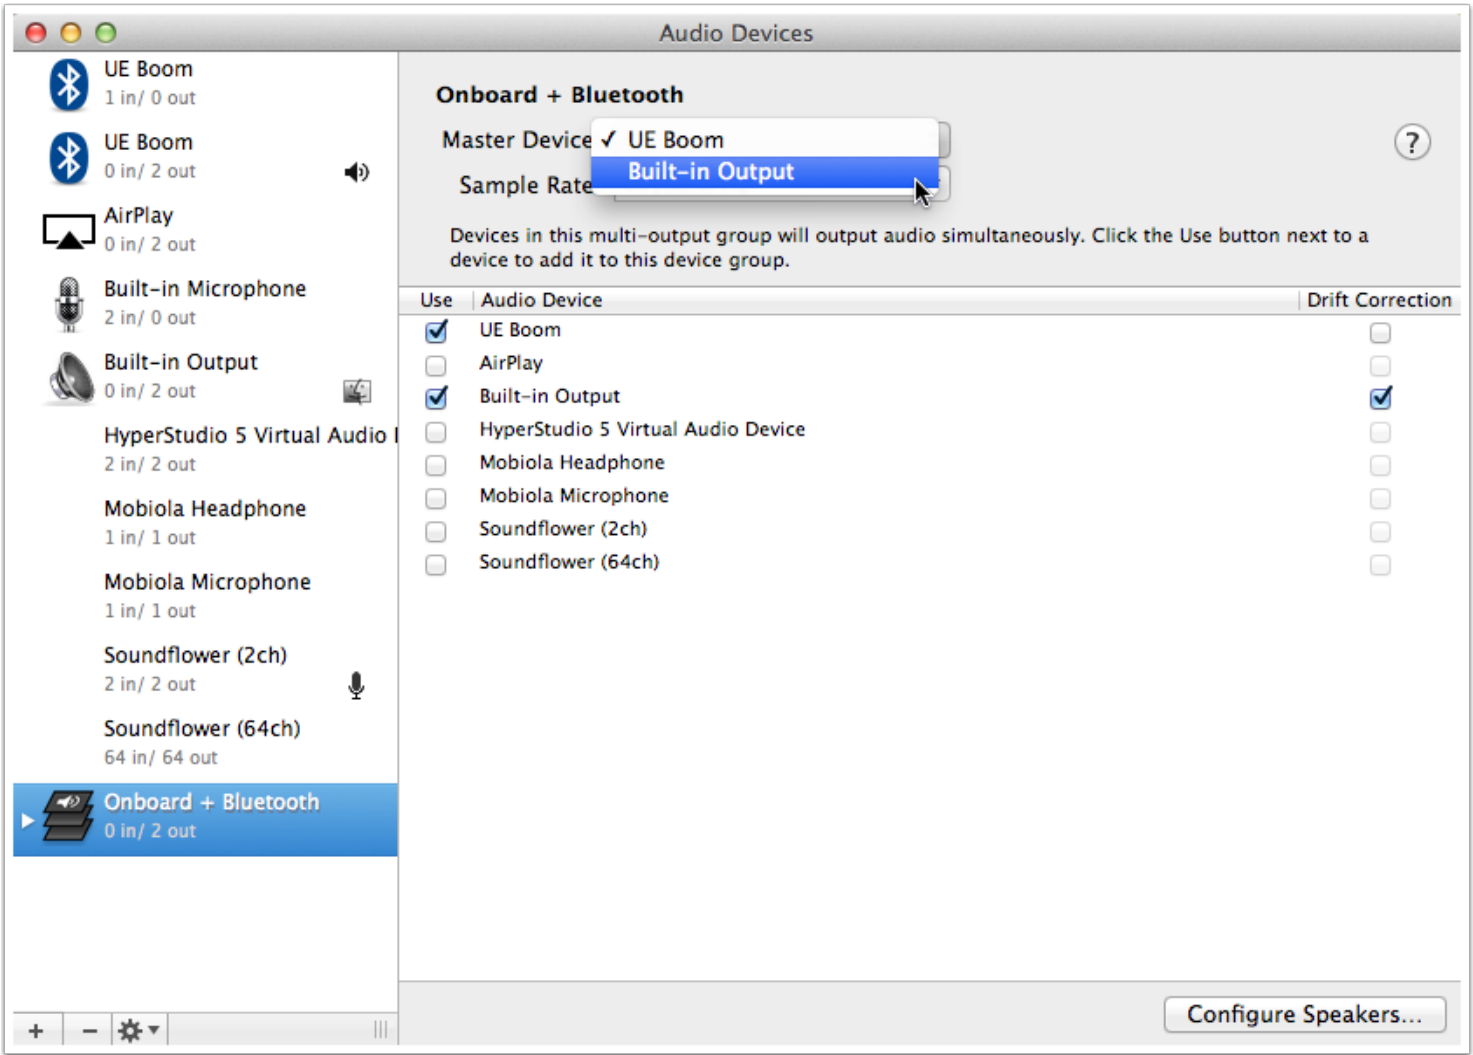 Audio Devices
UE Boom
1 in/ 0 out
UE Boom
0 in/ 2 out
AirPlay
0 in/ 2 out
Built-in Microphone
2 in/ 0 out
Built-in Output
0 in/ 2 out
HyperStudio 5 Virtual Audio
2 in/ 2 out
Mobiola Headphone
1 in/ 1 out
Mobiola Microphone
1 in/ 1 out
Soundflower (2ch)
2 in/ 2 out
Soundflower (64ch)
64 in/ 64 out
Onboard + Bluetooth
0 in/ 2 out
+ −
Onboard + Bluetooth
Master Device ✓ UE Boom
Built-in Output
Sample Rate
?
Devices in this multi-output group will output audio simultaneously. Click the Use button next to a
device to add it to this device group.
Use Audio Device Drift Correction
UE Boom
AirPlay
Built-in Output
HyperStudio 5 Virtual Audio Device
Mobiola Headphone
Mobiola Microphone
Soundflower (2ch)
Soundflower (64ch)
Configure Speakers...